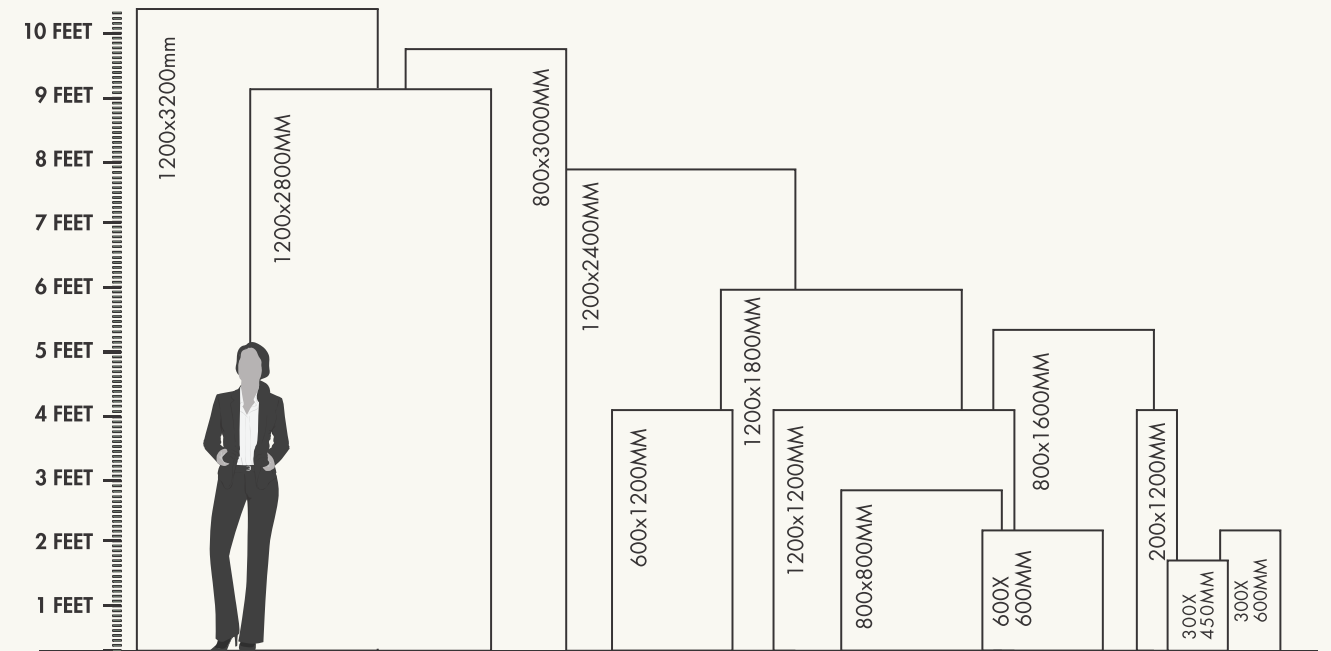 10 FEET
9 FEET
8 FEET
7 FEET
6 FEET
5 FEET
4 FEET
3 FEET
2 FEET
1 FEET
1200x3200mm
1200x2800MM
800x3000MM
1200x2400MM
600x1200MM
1200x1800MM
1200x1200MM
800x800MM
600X
600MM
800x1600MM
200x1200MM
300X
450MM
300X
600MM